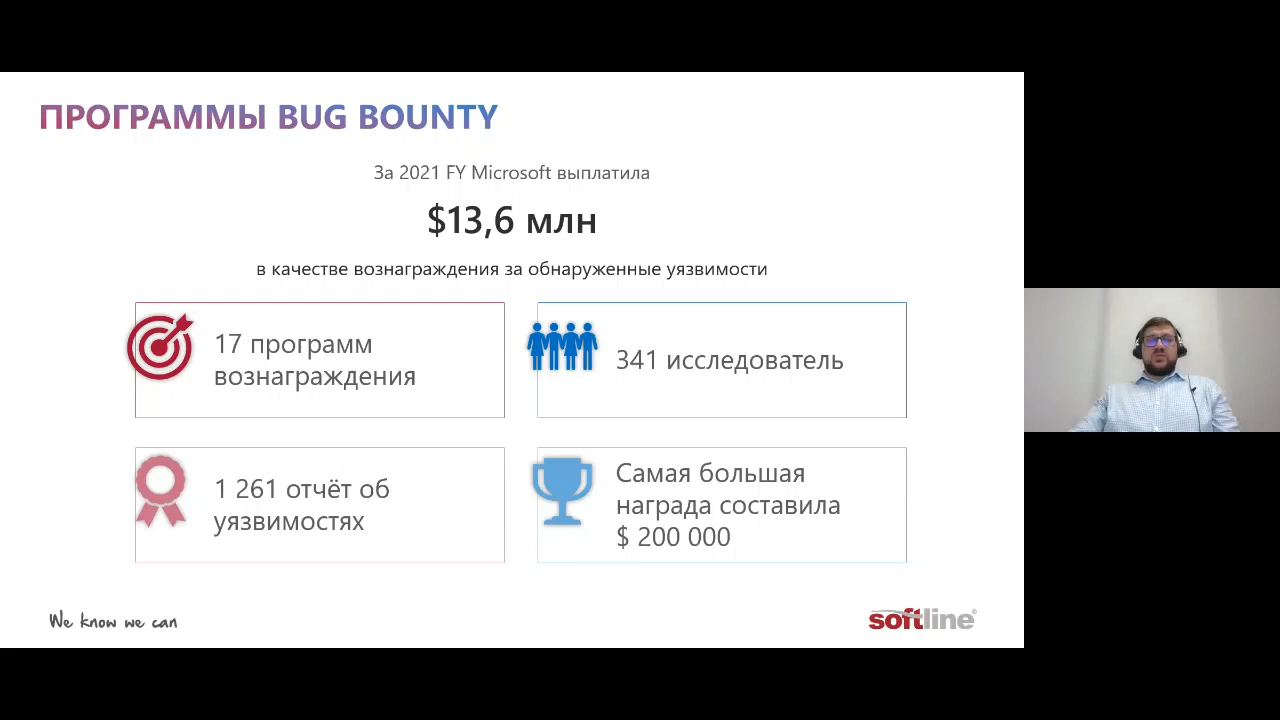 ПРОГРАММЫ BUG BOUNTY
За 2021 FY Microsoft выплатила
$13,6 млн
в качестве вознаграждения за обнаруженные уязвимости
17 программ
вознаграждения
341 исследователь
1 261 отчёт об
уязвимостях
Самая большая
награда составила
$ 200 000
We know we can
softline©